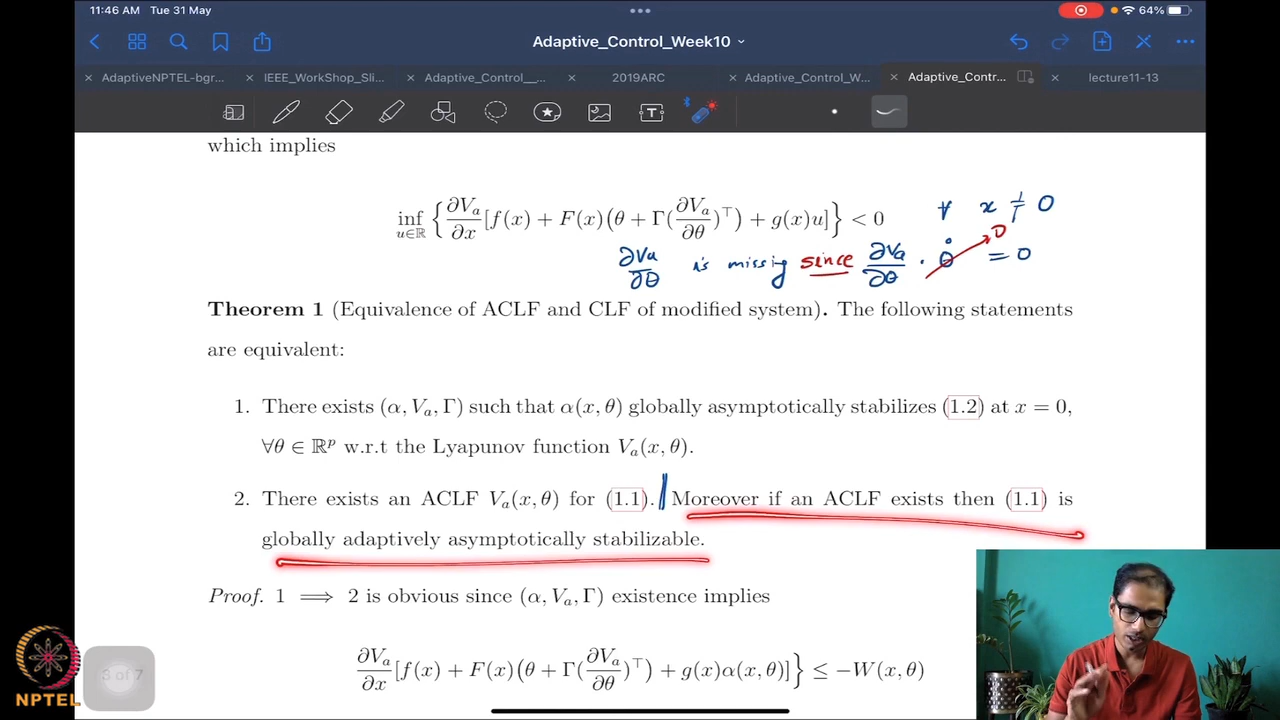 11:46 AM Tue 31 May
64%
Adaptive_Control_Week10
AdaptiveNPTEL-bgr...
IEEE_WorkShop_Sli...
Adaptive_Control__...
2019ARC
Adaptive_Control_W...
Adaptive_Contr...
lecture11-13
which implies
inf_{u∈ℝ} { ∂V_a/∂x [f(x) + F(x)(θ + Γ(∂V_a/∂θ)^⊤) + g(x)u] } < 0 ∀ x ≠ 0
∂Va/∂θ is missing since ∂Va/∂θ · θ̇ = 0
0
Theorem 1 (Equivalence of ACLF and CLF of modified system). The following statements
are equivalent:
1. There exists (α, V_a, Γ) such that α(x, θ) globally asymptotically stabilizes (1.2) at x = 0,
∀θ ∈ ℝ^p w.r.t the Lyapunov function V_a(x, θ).
2. There exists an ACLF V_a(x, θ) for (1.1). Moreover if an ACLF exists then (1.1) is
globally adaptively asymptotically stabilizable.
Proof. 1 ⟹ 2 is obvious since (α, V_a, Γ) existence implies
∂V_a/∂x [f(x) + F(x)(θ + Γ(∂V_a/∂θ)^⊤) + g(x)α(x, θ)] } ≤ −W(x, θ)
3 of 7
NPTEL